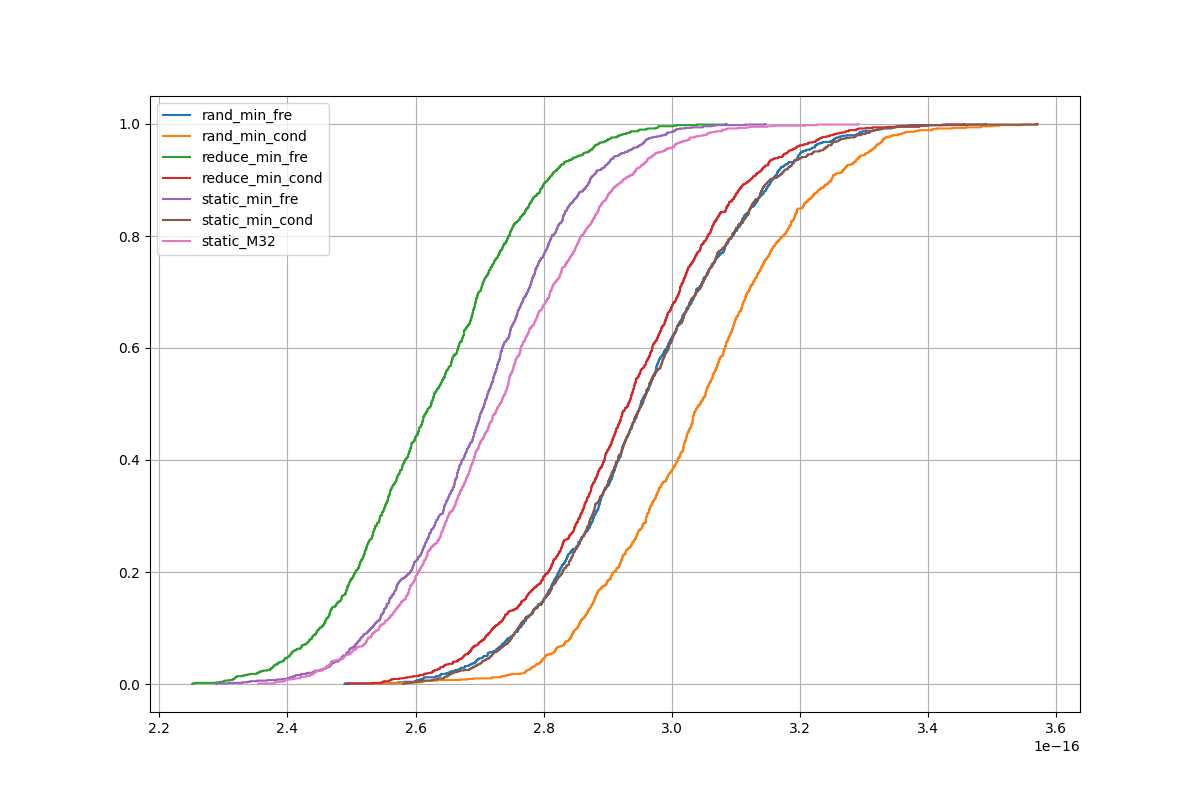 rand_min_fre
rand_min_cond
reduce_min_fre
reduce_min_cond
static_min_fre
static_min_cond
static_M32
1.0
0.8
0.6
0.4
0.2
0.0
2.2 2.4 2.6 2.8 3.0 3.2 3.4 3.6
1e−16